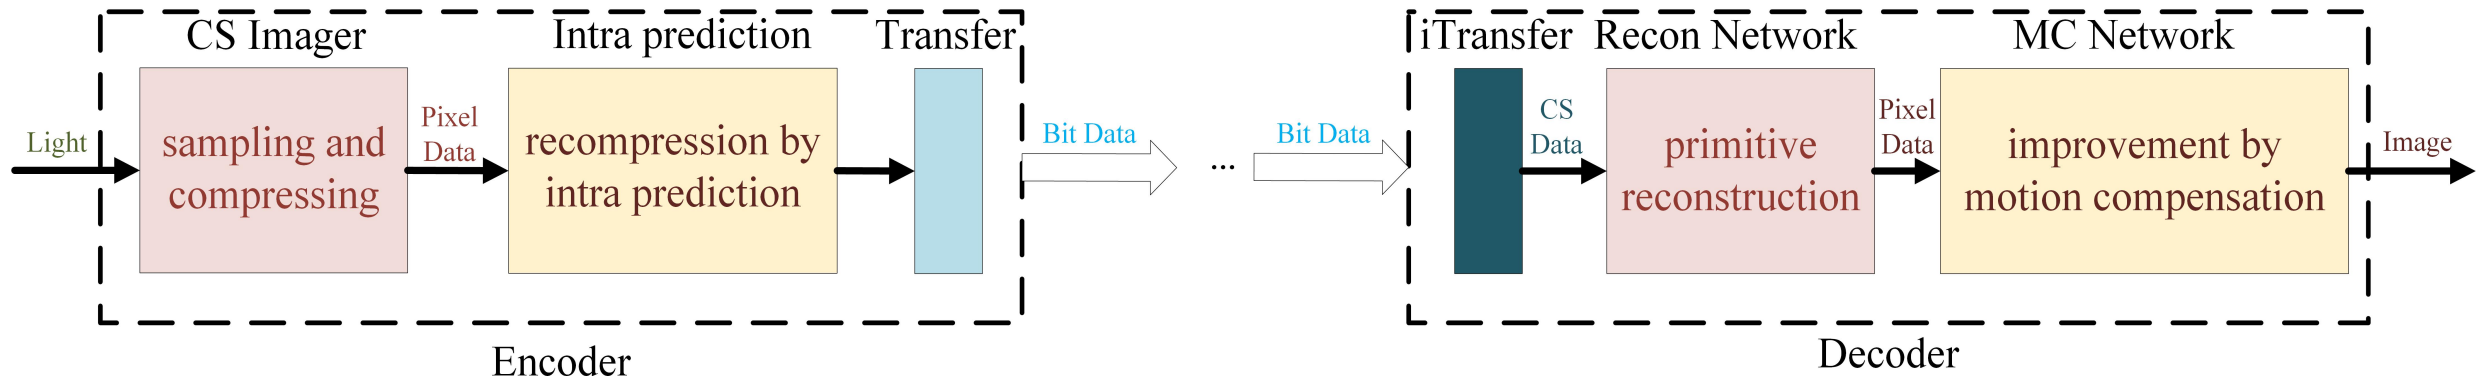 CS Imager
Intra prediction
Transfer
Light
sampling and
compressing
Pixel
Data
recompression by
intra prediction
Bit Data
...
Bit Data
Encoder
iTransfer
Recon Network
MC Network
CS
Data
primitive
reconstruction
Pixel
Data
improvement by
motion compensation
Image
Decoder